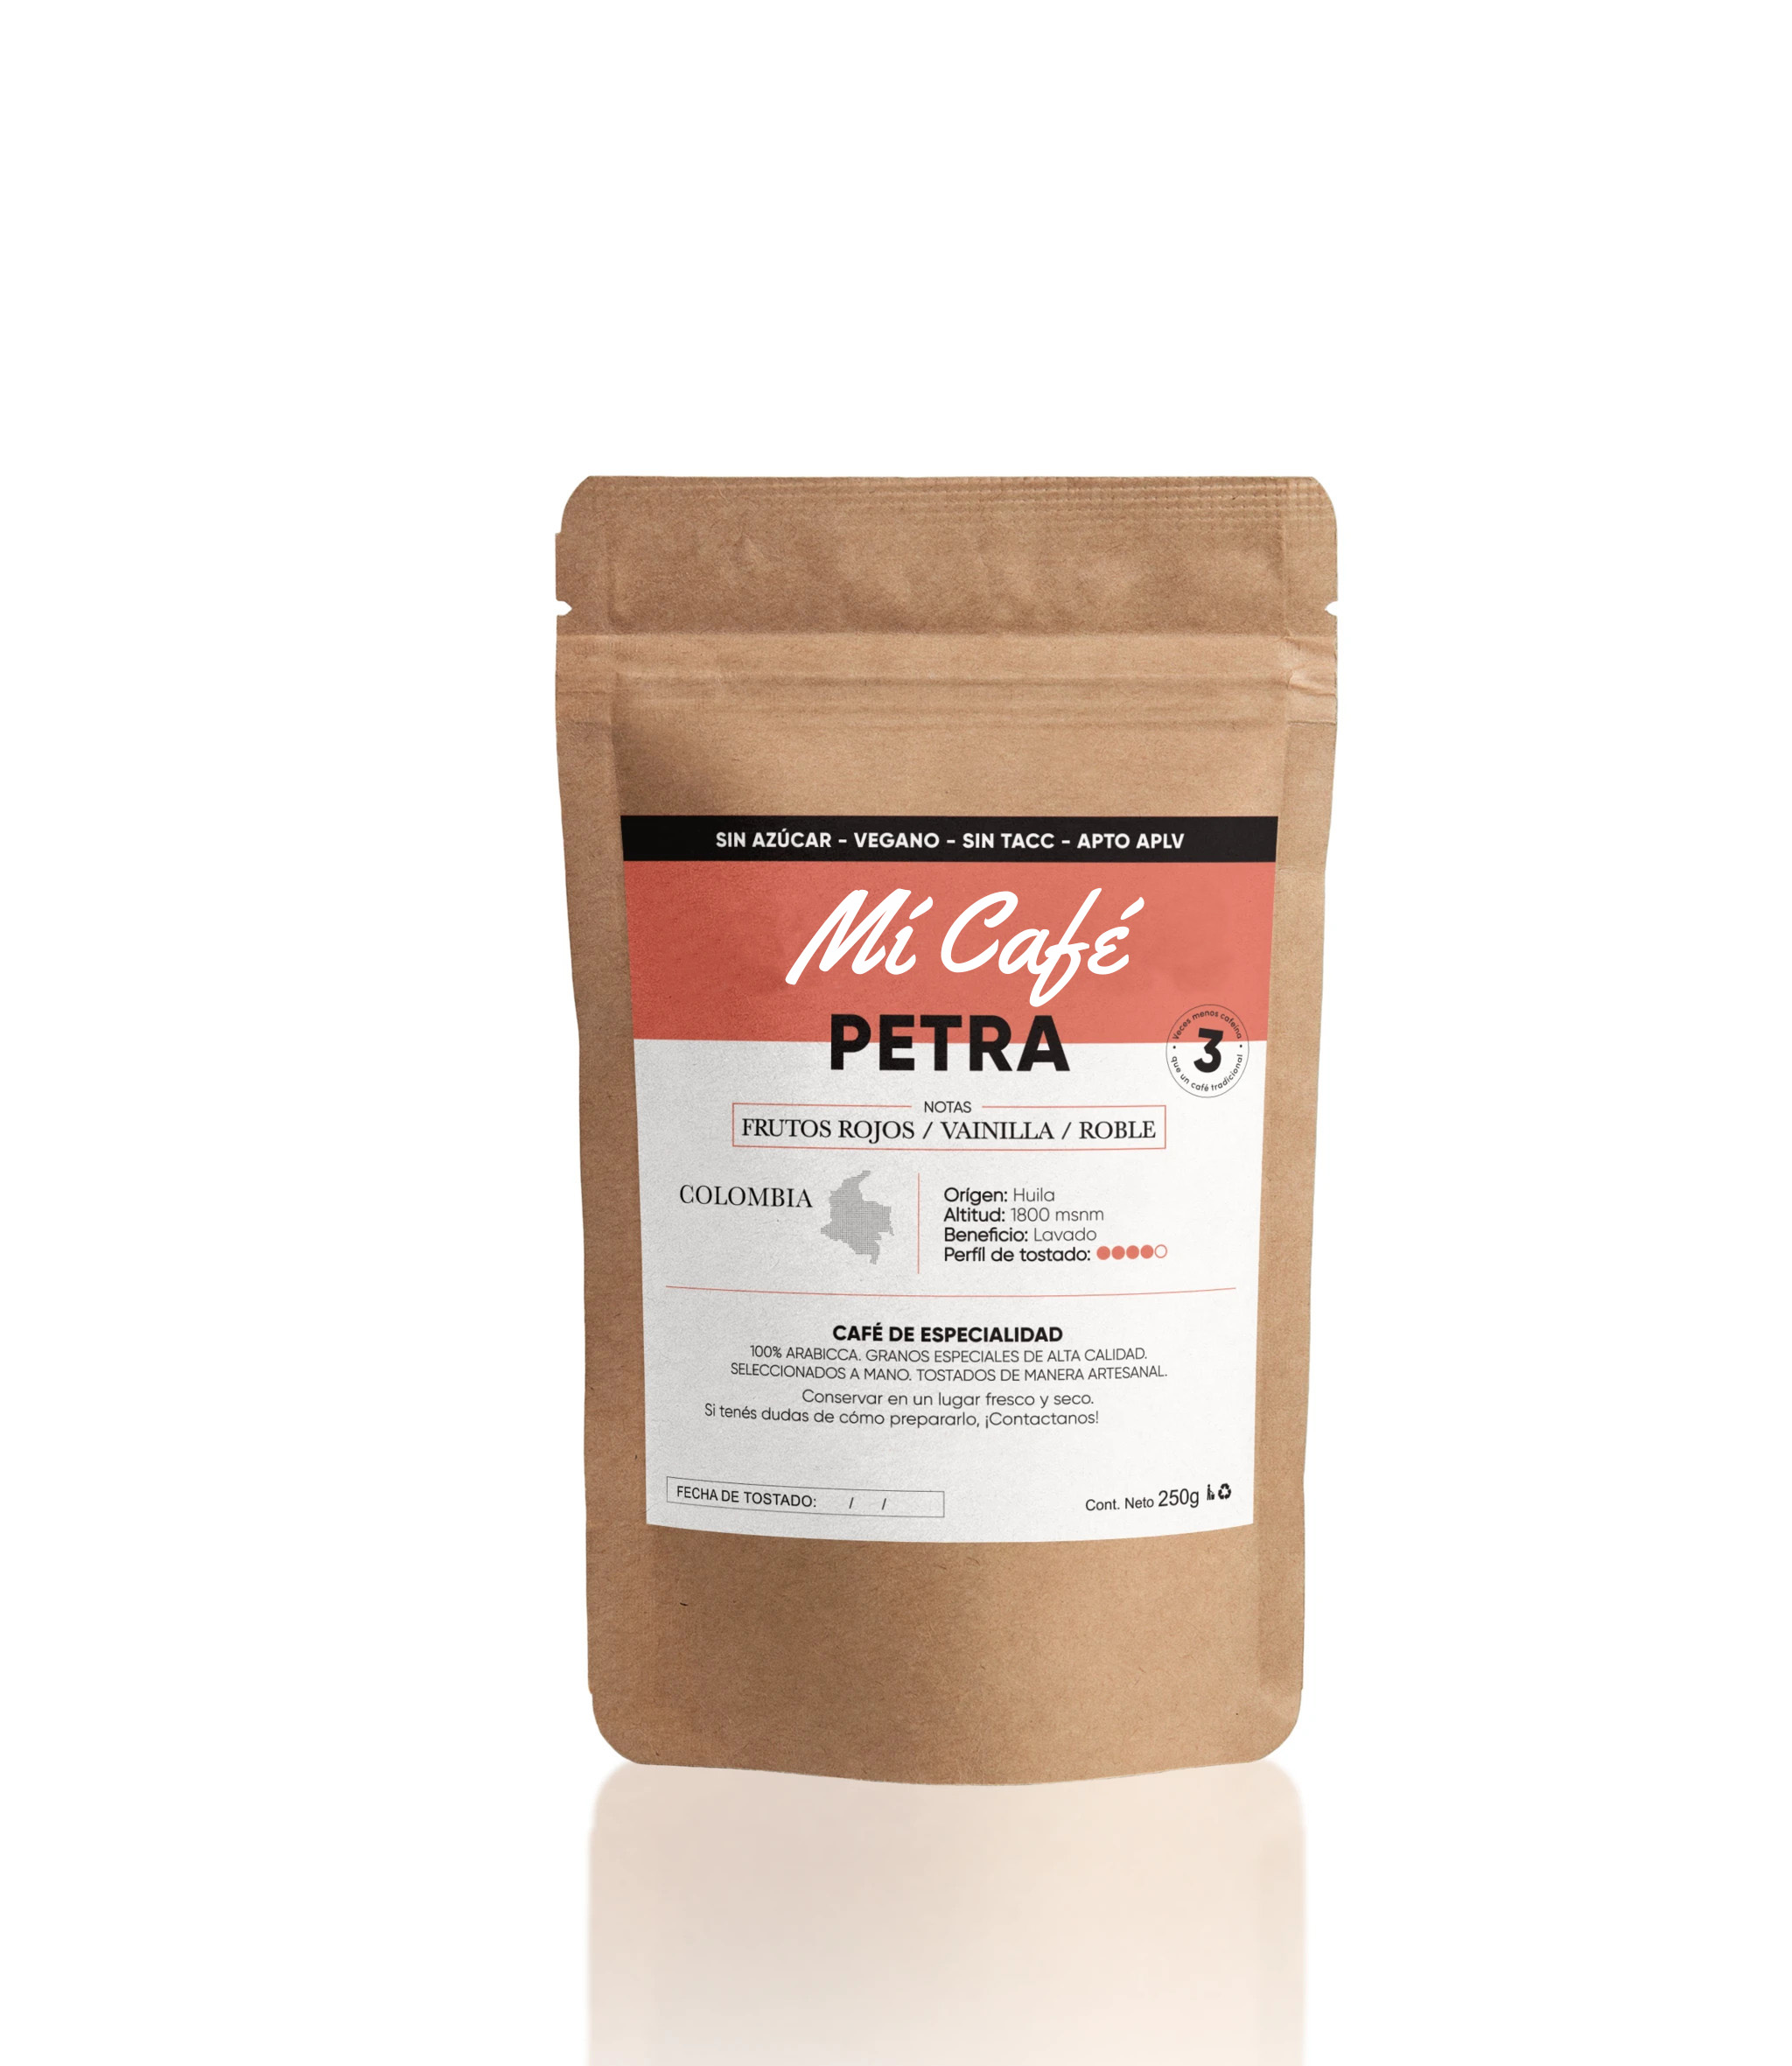 SIN AZÚCAR - VEGANO - SIN TACC - APTO APLV
Mi Café
PETRA
Veces menos cafeína
3
que un café tradicional
NOTAS
FRUTOS ROJOS / VAINILLA / ROBLE
COLOMBIA
Orígen: Huila
Altitud: 1800 msnm
Beneficio: Lavado
Perfíl de tostado:
CAFÉ DE ESPECIALIDAD
100% ARABICCA. GRANOS ESPECIALES DE ALTA CALIDAD.
SELECCIONADOS A MANO. TOSTADOS DE MANERA ARTESANAL.
Conservar en un lugar fresco y seco.
Si tenés dudas de cómo prepararlo, ¡Contactanos!
FECHA DE TOSTADO: / /
Cont. Neto 250g